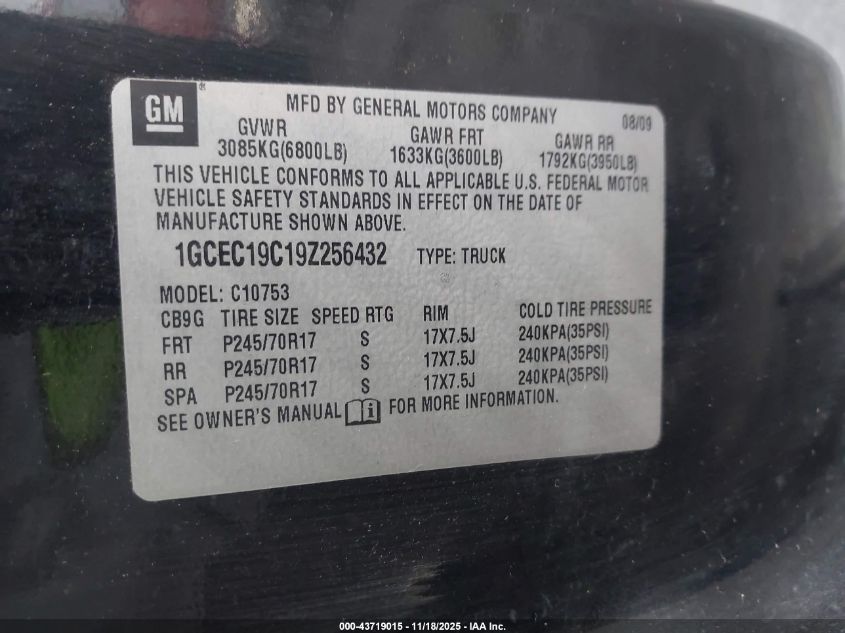 GM ®
MFD BY GENERAL MOTORS COMPANY 08/09
GVWR GAWR FRT GAWR RR
3085KG(6800LB) 1633KG(3600LB) 1792KG(3950LB)
THIS VEHICLE CONFORMS TO ALL APPLICABLE U.S. FEDERAL MOTOR
VEHICLE SAFETY STANDARDS IN EFFECT ON THE DATE OF
MANUFACTURE SHOWN ABOVE.
1GCEC19C19Z256432 TYPE: TRUCK
MODEL: C10753
CB9G TIRE SIZE SPEED RTG RIM COLD TIRE PRESSURE
FRT P245/70R17 S 17X7.5J 240KPA(35PSI)
RR P245/70R17 S 17X7.5J 240KPA(35PSI)
SPA P245/70R17 S 17X7.5J 240KPA(35PSI)
SEE OWNER'S MANUAL i FOR MORE INFORMATION.
000-43719015 - 11/18/2025 - IAA Inc.